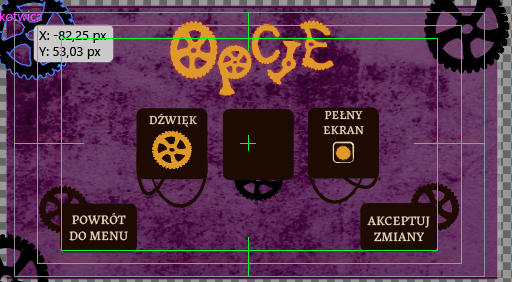 kotwica
X: -82,25 px
Y: 53,03 px
OpCJE
DŹWIĘK
PEŁNY
EKRAN
POWRÓT
DO MENU
AKCEPTUJ
ZMIANY